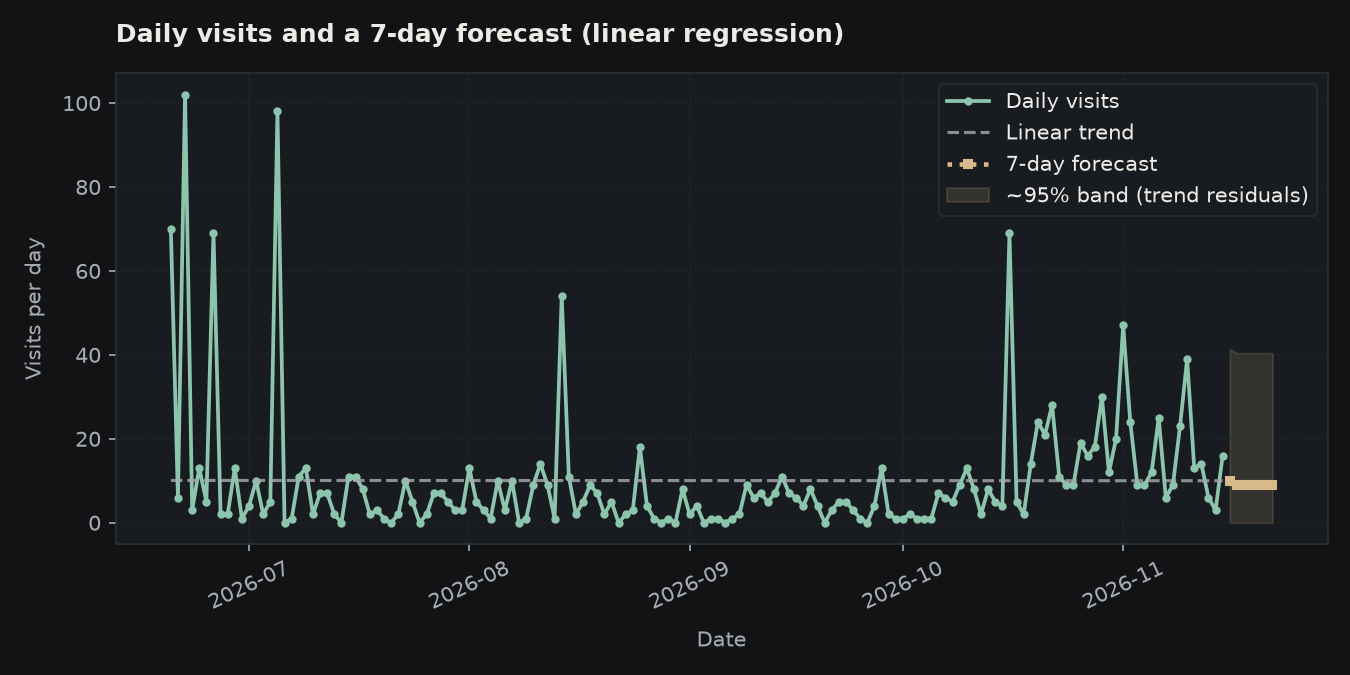 Daily visits and a 7-day forecast (linear regression)
Daily visits
Linear trend
7-day forecast
~95% band (trend residuals)
Visits per day
100
80
60
40
20
0
2026-07
2026-08
2026-09
2026-10
2026-11
Date